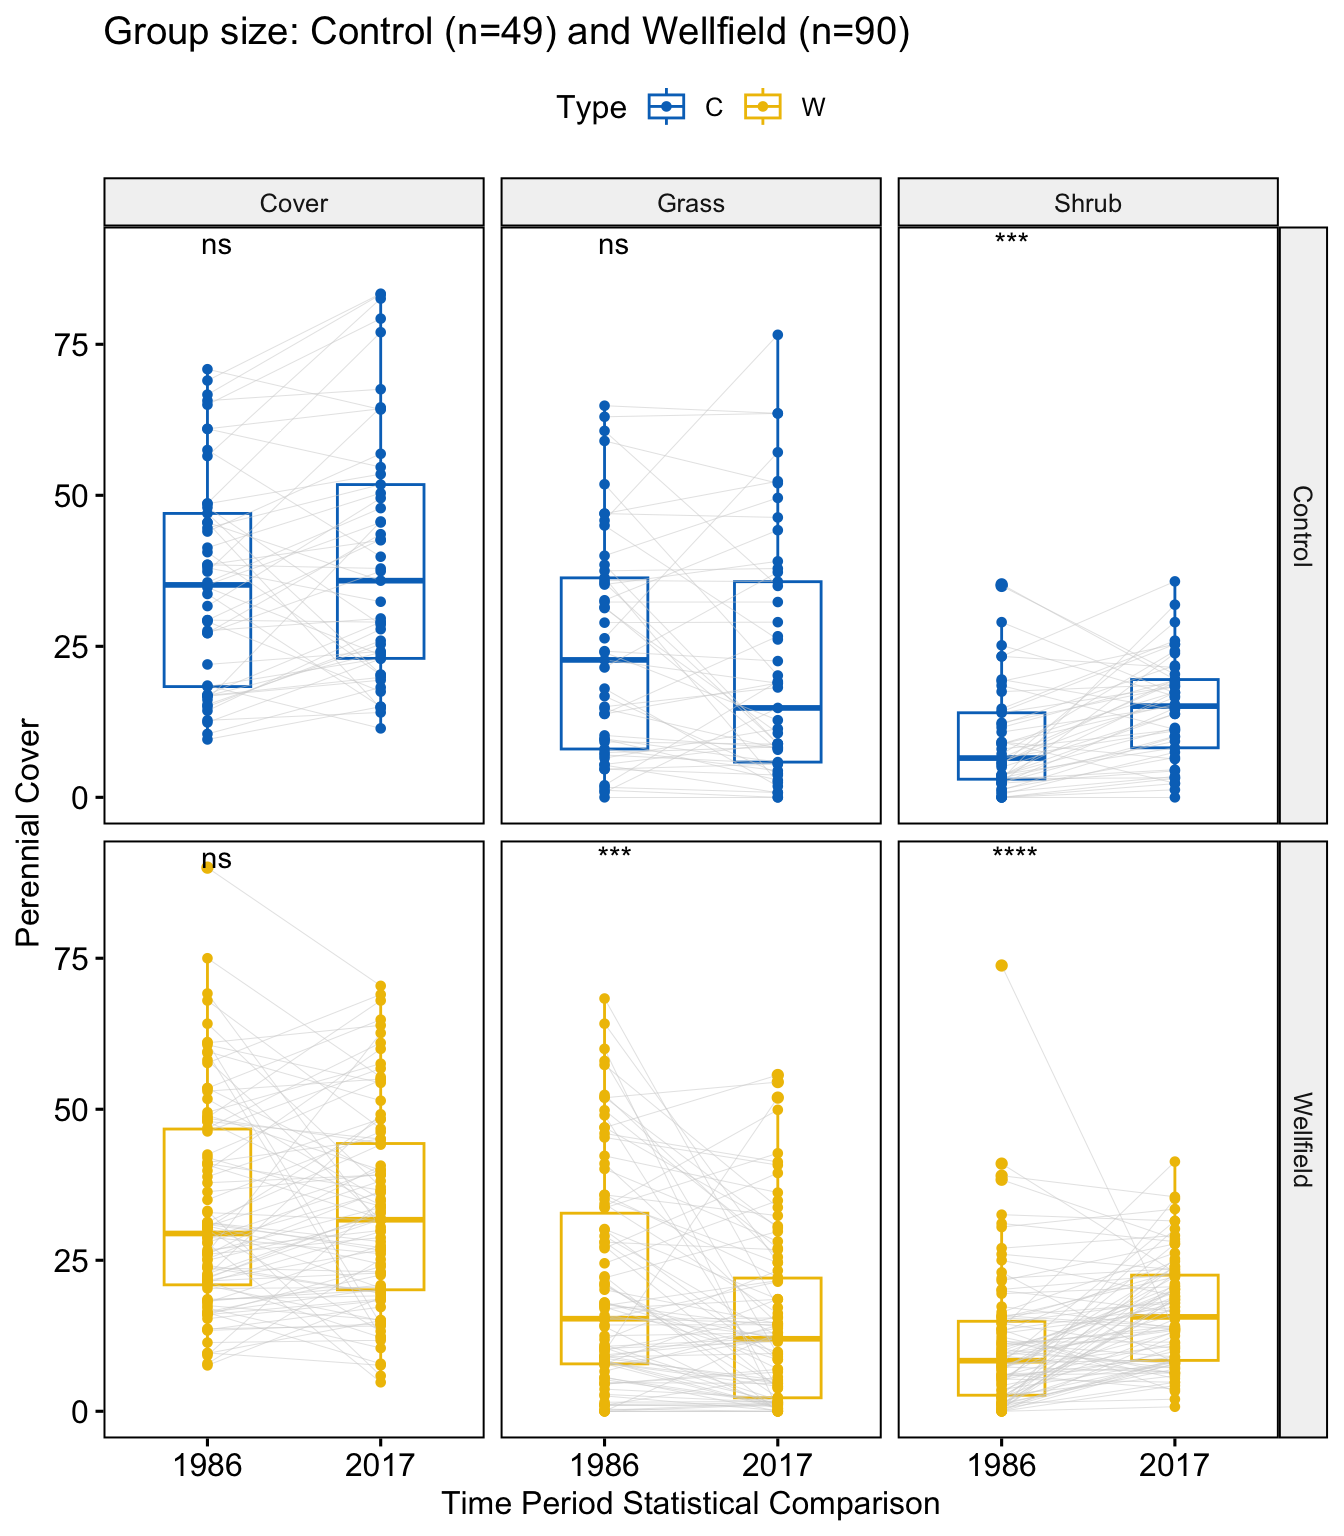 Group size: Control (n=49) and Wellfield (n=90)
Type C W
Cover Grass Shrub
ns ns ***
75
50
25
0
Control
Perennial Cover
ns *** ****
75
50
25
0
Wellfield
1986 2017 1986 2017 1986 2017
Time Period Statistical Comparison